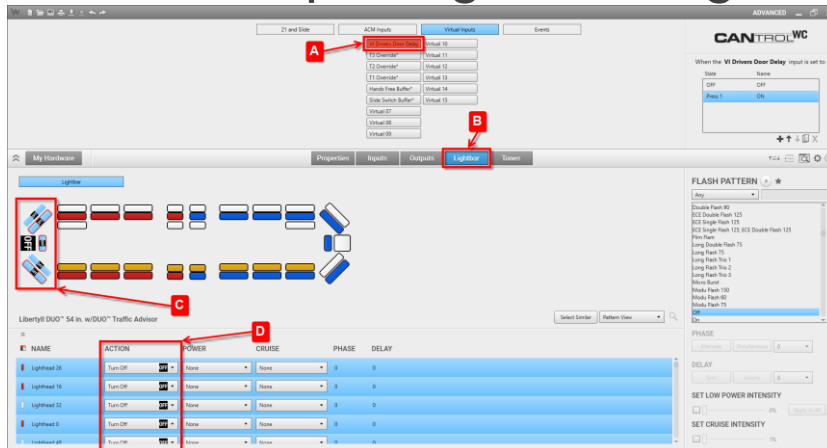 ADVANCED
21 and Slide
ACM Inputs
Virtual Inputs
Events
A
VI Drivers Door Delay
Virtual 10
T3 Override*
Virtual 11
T2 Override*
Virtual 12
T1 Override*
Virtual 13
Hands Free Buffer*
Virtual 14
Slide Switch Buffer*
Virtual 15
Virtual 07
Virtual 08
Virtual 09
B
CANTROL WC
When the VI Drivers Door Delay input is set to
State Name
OFF OFF
Press 1 ON
My Hardware
Properties Inputs Outputs Lightbar Tones
Lightbar
OFF
C
LibertyII DUO™ 54 in. w/DUO™ Traffic Advisor
Select Similar
Pattern View
D
NAME ACTION POWER CRUISE PHASE DELAY
Lighthead 26 Turn Off OFF None None 0 0
Lighthead 16 Turn Off OFF None None 0 0
Lighthead 32 Turn Off OFF None None 0 0
Lighthead 0 Turn Off OFF None None 0 0
Lighthead 48 Turn Off OFF None None 0 0
FLASH PATTERN
Any
Double Flash 90
ECE Double Flash 125
ECE Single Flash 125
ECE Single Flash 125, ECE Double Flash 125
Flim Flam
Long Double Flash 75
Long Flash 75
Long Flash Trio 1
Long Flash Trio 2
Long Flash Trio 3
Micro Burst
Modu Flash 150
Modu Flash 60
Modu Flash 75
Off
On
PHASE
Alternate Simultaneous 0
DELAY
0
SET LOW POWER INTENSITY
0% Apply to All
SET CRUISE INTENSITY
1%